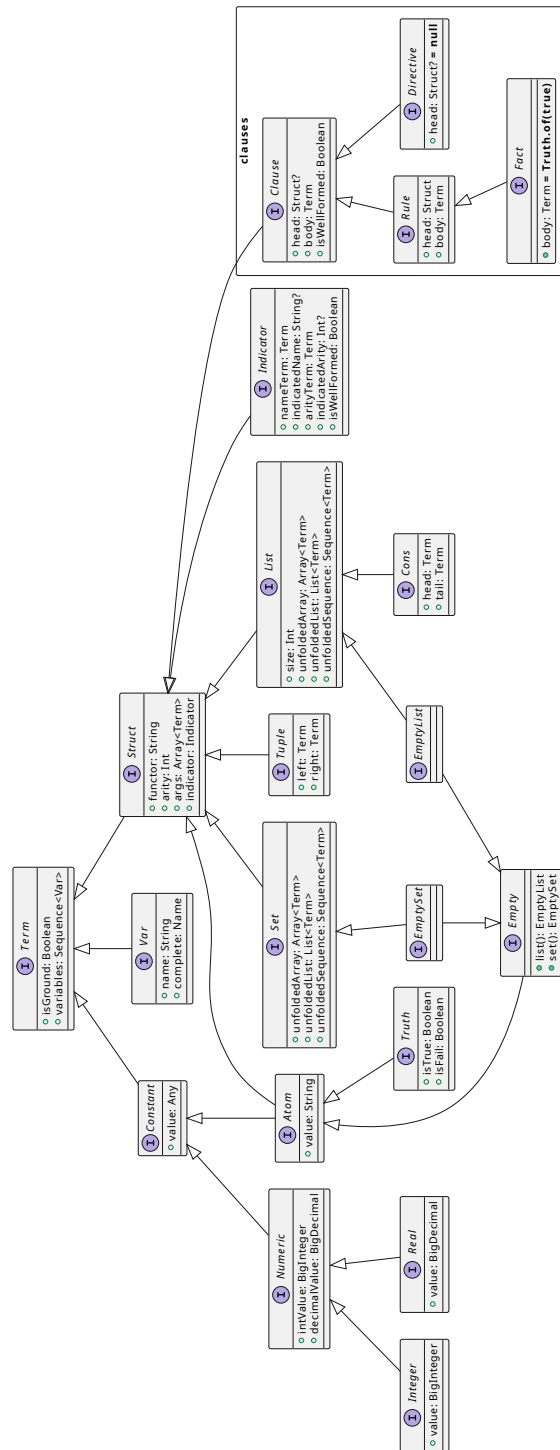 I Term
isGround: Boolean
variables: Sequence<Var>
I Constant
value: Any
I Var
name: String
complete: Name
I Struct
functor: String
arity: Int
args: Array<Term>
indicator: Indicator
I Numeric
intValue: BigInteger
decimalValue: BigDecimal
I Atom
value: String
I Set
unfoldedArray: Array<Term>
unfoldedList: List<Term>
unfoldedSequence: Sequence<Term>
I Tuple
left: Term
right: Term
I List
size: Int
unfoldedArray: Array<Term>
unfoldedList: List<Term>
unfoldedSequence: Sequence<Term>
I Indicator
nameTerm: Term
indicatedName: String?
arityTerm: Term
indicatedArity: Int?
isWellFormed: Boolean
clauses
I Clause
head: Struct?
body: Term
isWellFormed: Boolean
I Integer
value: BigInteger
I Real
value: BigDecimal
I Truth
isTrue: Boolean
isFail: Boolean
I EmptySet
I EmptyList
I Cons
head: Term
tail: Term
I Rule
head: Struct
body: Term
I Directive
head: Struct? = null
I Empty
list(): EmptyList
set(): EmptySet
I Fact
body: Term = Truth.of(true)